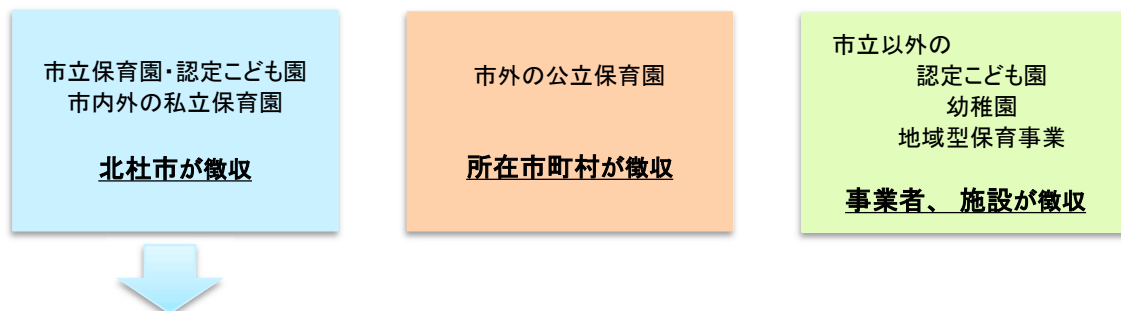 市立保育園・認定こども園
市内外の私立保育園
北杜市が徴収
市外の公立保育園
所在市町村が徴収
市立以外の
認定こども園
幼稚園
地域型保育事業
事業者、 施設が徴収